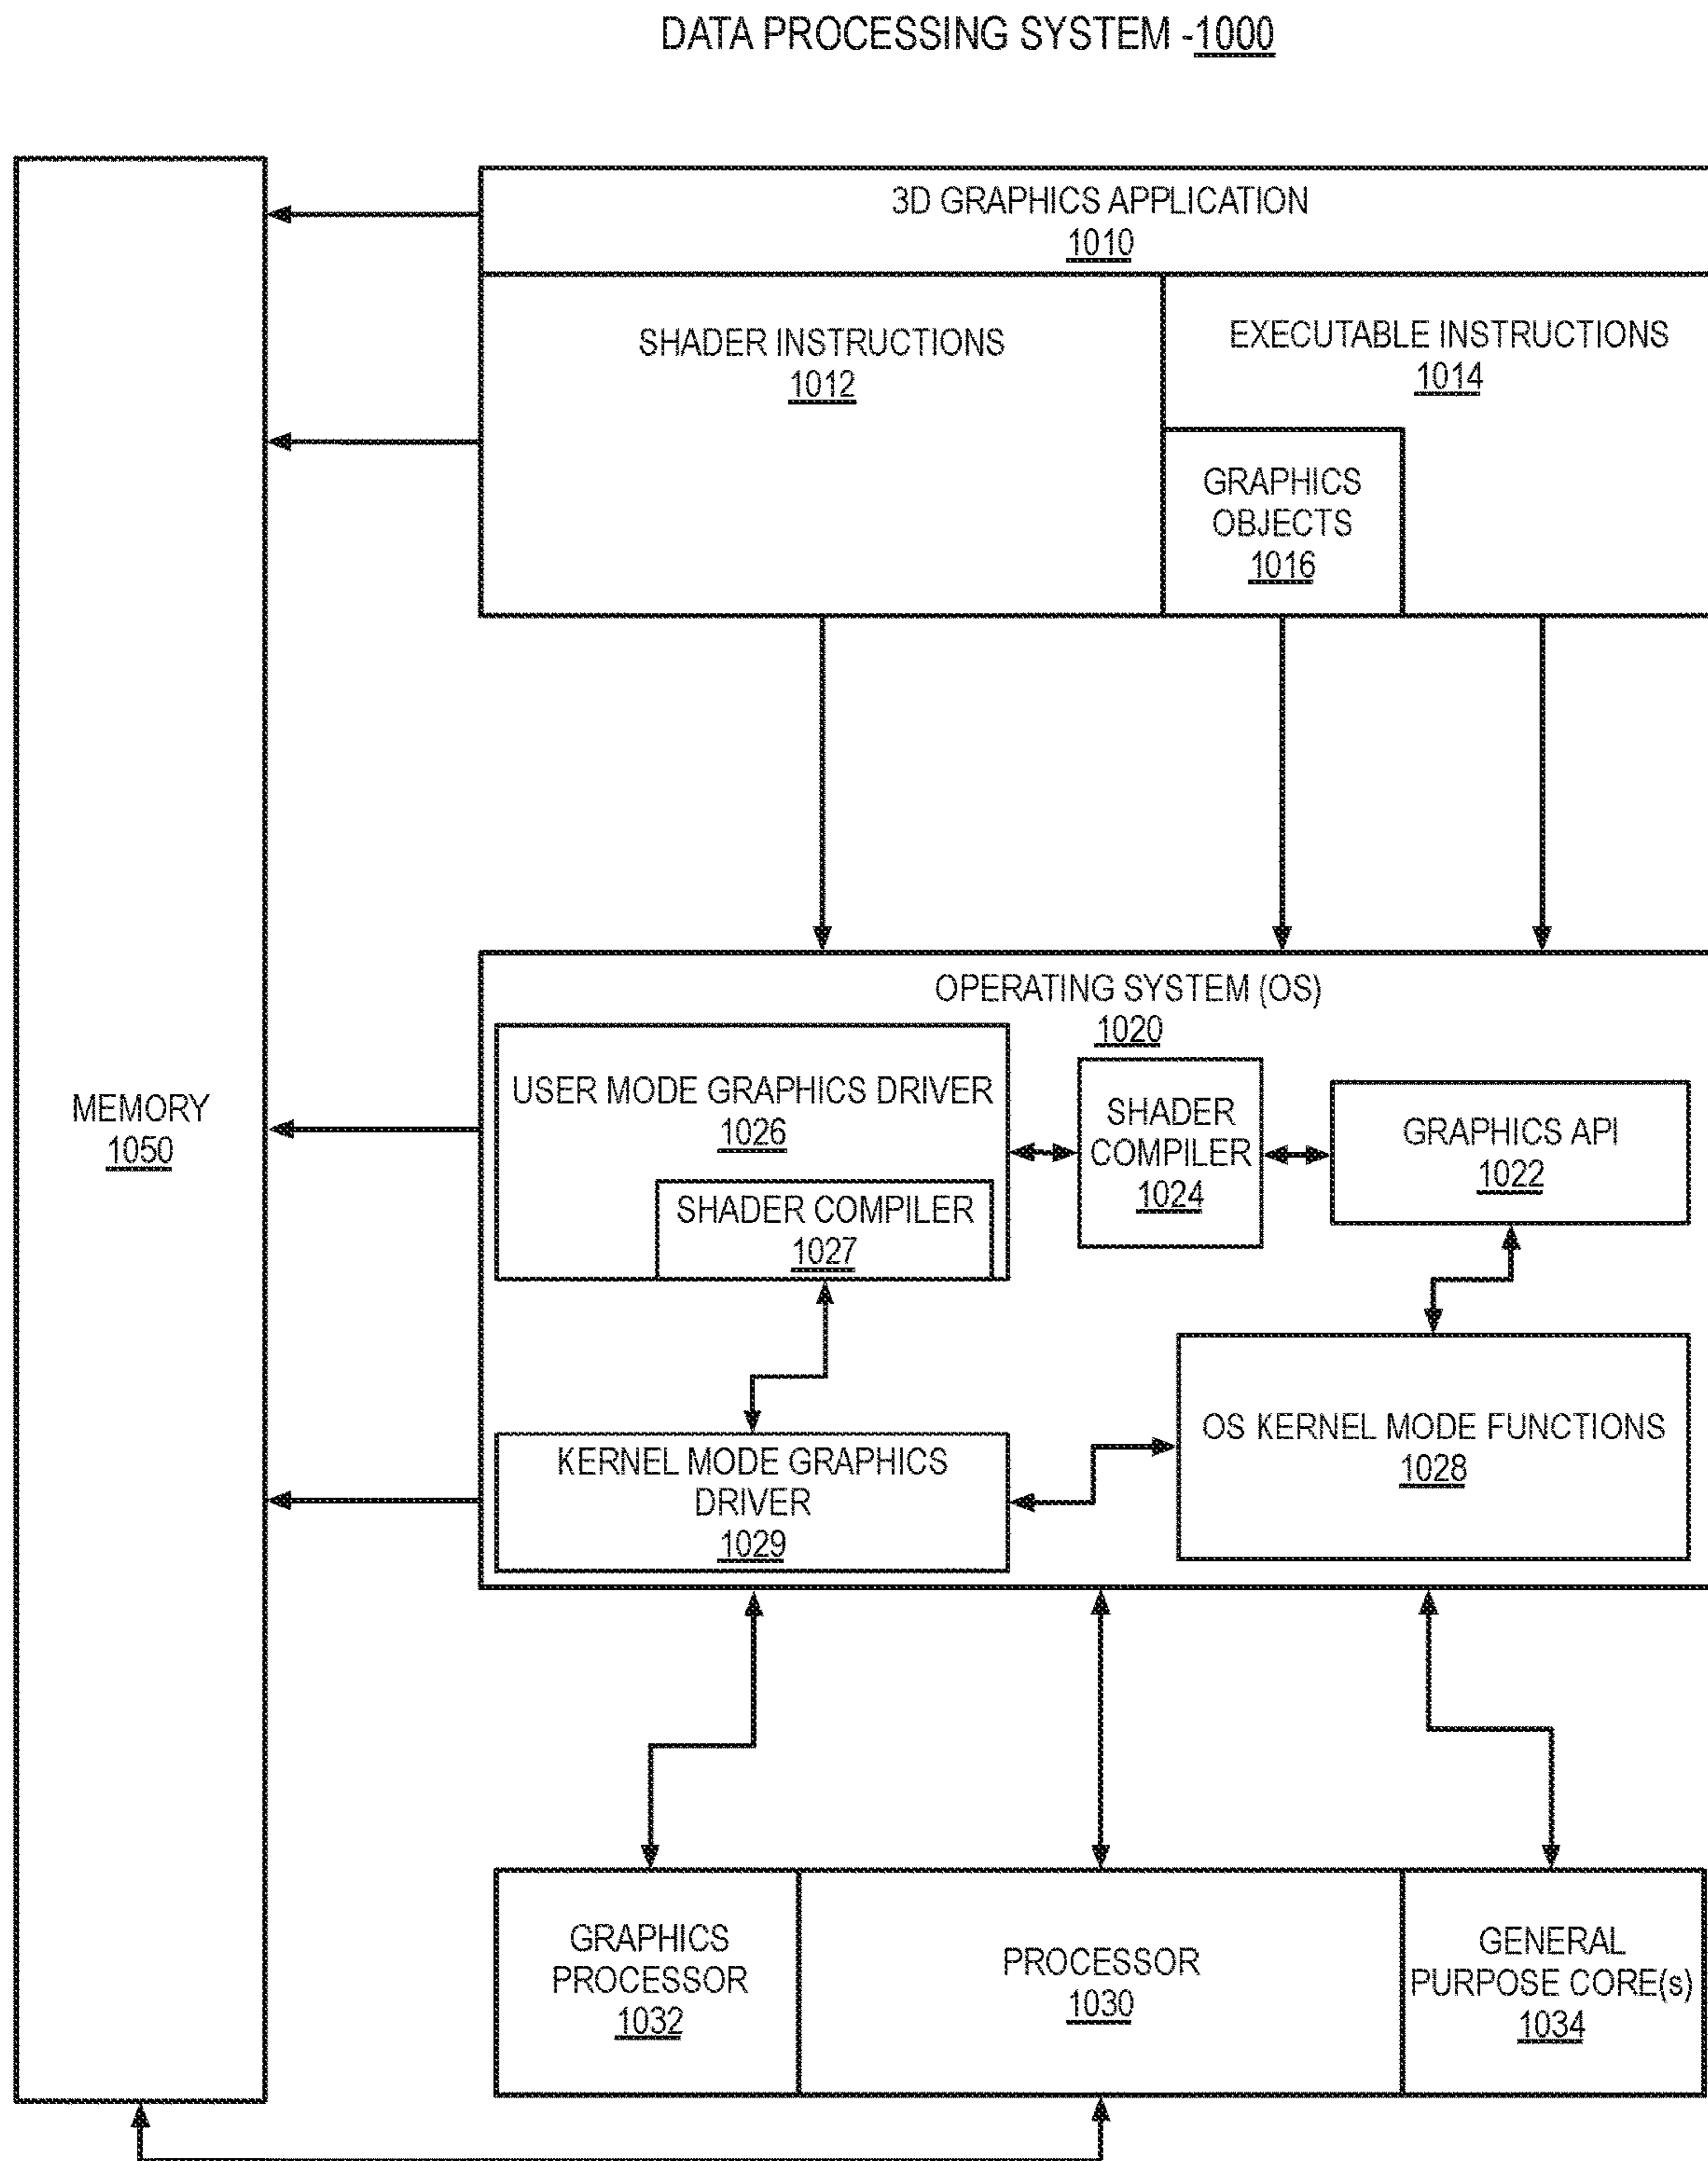 DATA PROCESSING SYSTEM -1000
3D GRAPHICS APPLICATION
1010
SHADER INSTRUCTIONS
1012
EXECUTABLE INSTRUCTIONS
1014
GRAPHICS
OBJECTS
1016
MEMORY
1050
OPERATING SYSTEM (OS)
1020
USER MODE GRAPHICS DRIVER
1026
SHADER COMPILER
1027
SHADER
COMPILER
1024
GRAPHICS API
1022
KERNEL MODE GRAPHICS
DRIVER
1029
OS KERNEL MODE FUNCTIONS
1028
GRAPHICS
PROCESSOR
1032
PROCESSOR
1030
GENERAL
PURPOSE CORE(s)
1034